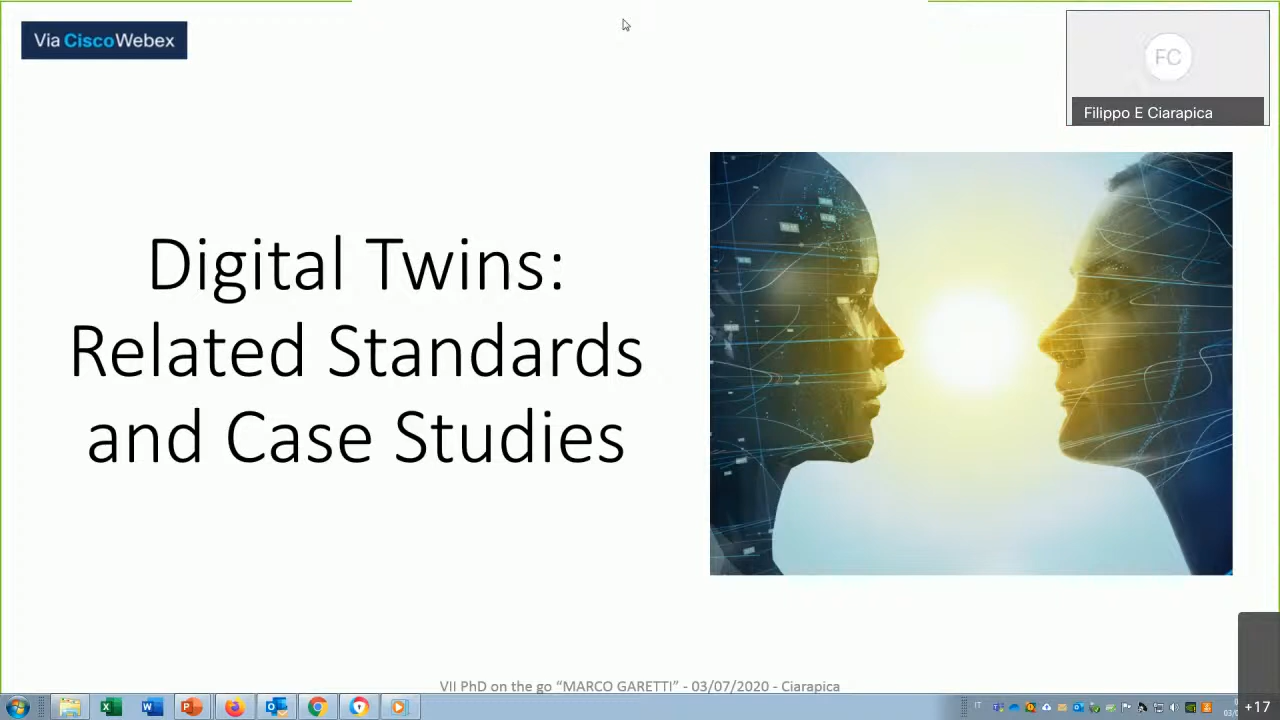 Via CiscoWebex
FC
Filippo E Ciarapica
Digital Twins:
Related Standards
and Case Studies
VII PhD on the go “MARCO GARETTI” - 03/07/2020 - Ciarapica
IT
+17